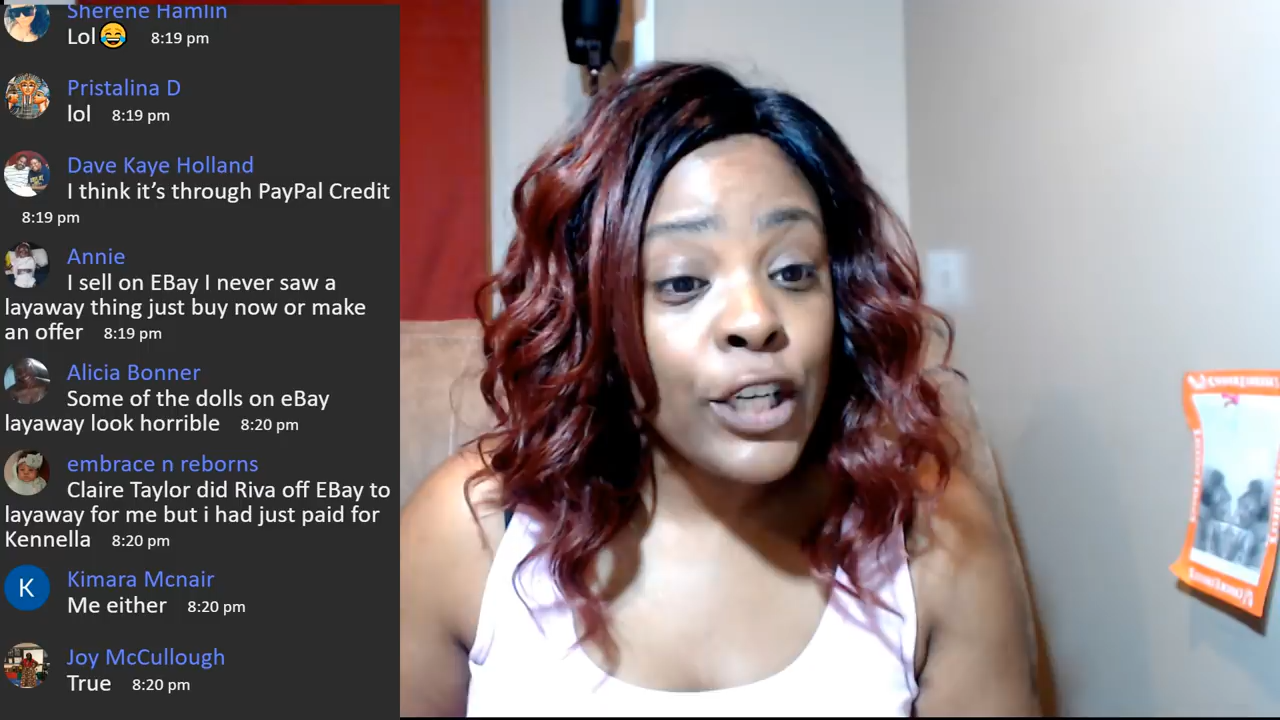 Sherene Hamlin
Lol😂 8:19 pm
Pristalina D
lol 8:19 pm
Dave Kaye Holland
I think it’s through PayPal Credit
8:19 pm
Annie
I sell on EBay I never saw a
layaway thing just buy now or make
an offer 8:19 pm
Alicia Bonner
Some of the dolls on eBay
layaway look horrible 8:20 pm
embrace n reborns
Claire Taylor did Riva off EBay to
layaway for me but i had just paid for
Kennella 8:20 pm
K
Kimara Mcnair
Me either 8:20 pm
Joy McCullough
True 8:20 pm